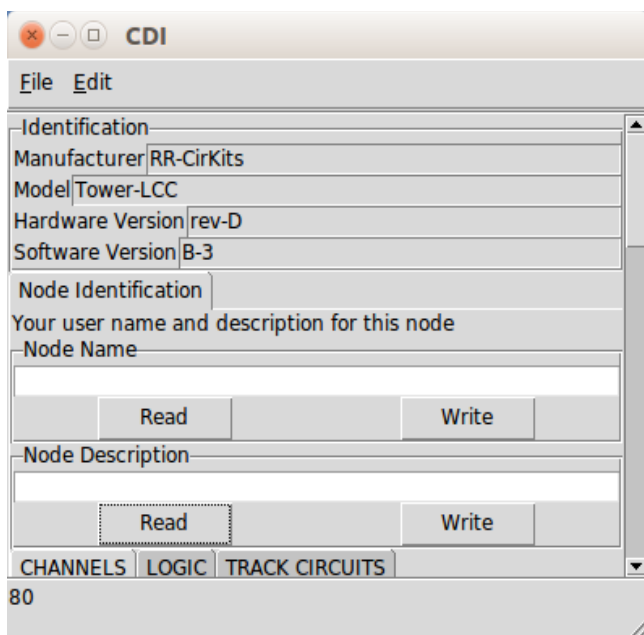 CDI
File Edit
Identification
Manufacturer RR-CirKits
Model Tower-LCC
Hardware Version rev-D
Software Version B-3
Node Identification
Your user name and description for this node
Node Name
Read Write
Node Description
Read Write
CHANNELS LOGIC TRACK CIRCUITS
80